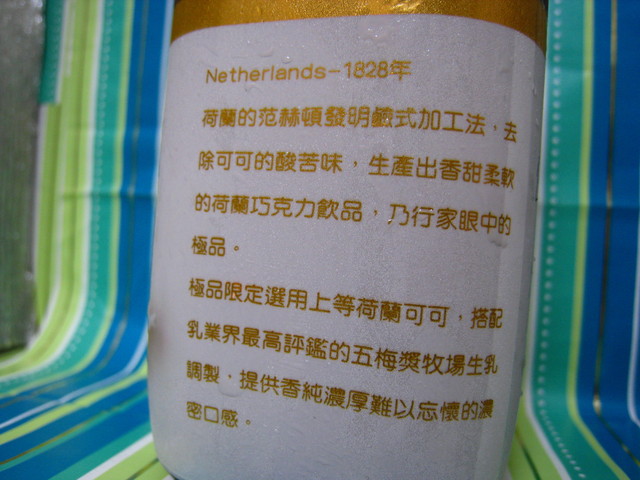 Netherlands-1828年
荷蘭的范赫頓發明鹼式加工法，去
除可可的酸苦味，生產出香甜柔軟
的荷蘭巧克力飲品，乃行家眼中的
極品。
極品限定選用上等荷蘭可可，搭配
乳業界最高評鑑的五梅獎牧場生乳
調製，提供香純濃厚難以忘懷的濃
密口感。